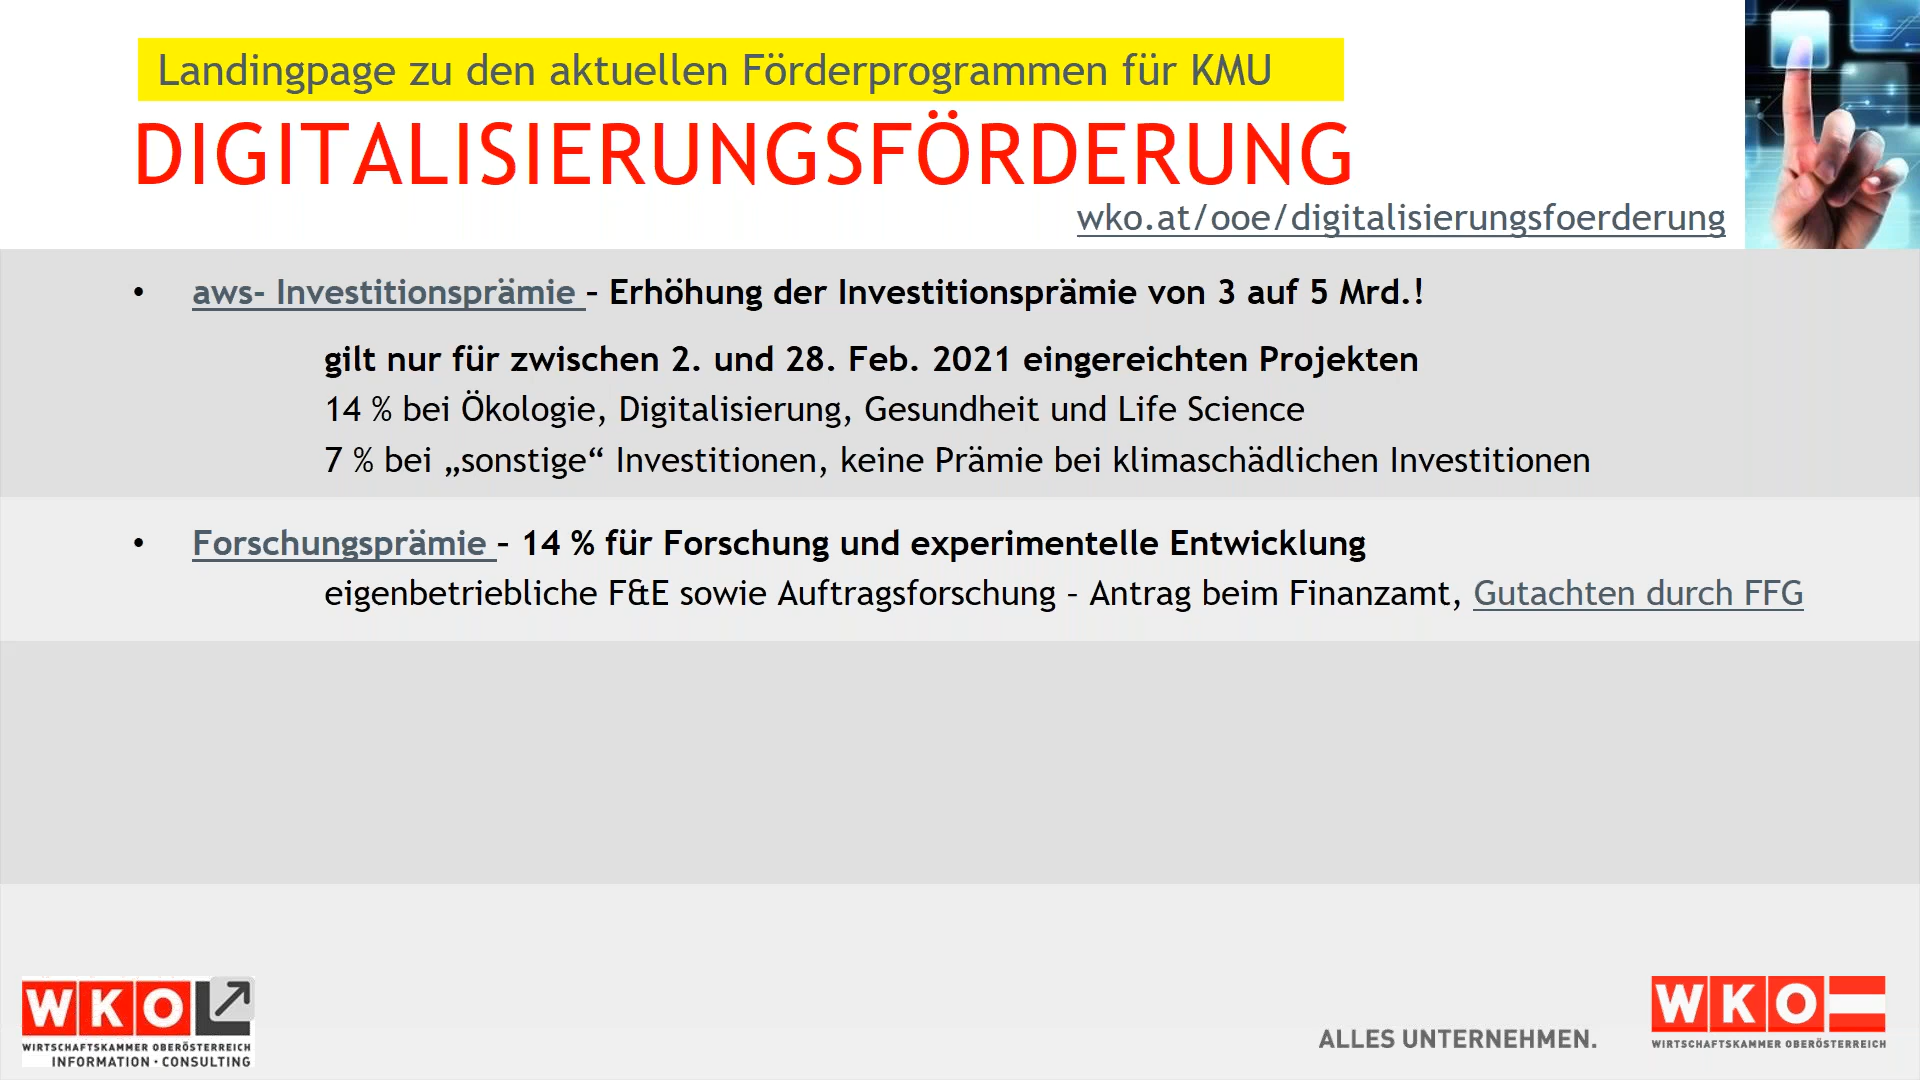 Landingpage zu den aktuellen Förderprogrammen für KMU
DIGITALISIERUNGSFÖRDERUNG
wko.at/ooe/digitalisierungsfoerderung
• aws- Investitionsprämie – Erhöhung der Investitionsprämie von 3 auf 5 Mrd.!
gilt nur für zwischen 2. und 28. Feb. 2021 eingereichten Projekten
14 % bei Ökologie, Digitalisierung, Gesundheit und Life Science
7 % bei „sonstige“ Investitionen, keine Prämie bei klimaschädlichen Investitionen
• Forschungsprämie – 14 % für Forschung und experimentelle Entwicklung
eigenbetriebliche F&E sowie Auftragsforschung – Antrag beim Finanzamt, Gutachten durch FFG
WKO
WIRTSCHAFTSKAMMER OBERÖSTERREICH
INFORMATION · CONSULTING
ALLES UNTERNEHMEN.
WKO
WIRTSCHAFTSKAMMER OBERÖSTERREICH